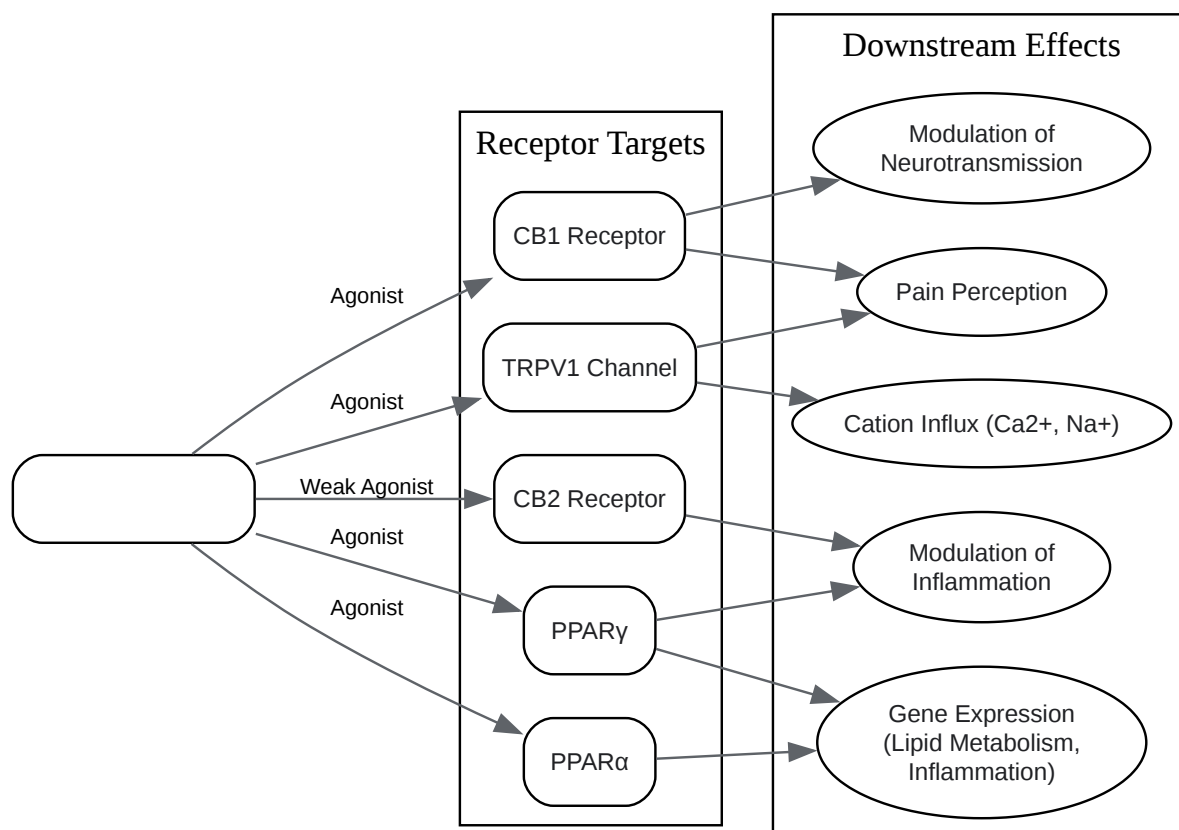 Downstream Effects
Receptor Targets
Modulation of
Neurotransmission
CB1 Receptor
Agonist
Pain Perception
TRPV1 Channel
Agonist
Cation Influx (Ca2+, Na+)
Weak Agonist
CB2 Receptor
Agonist
Modulation of
Inflammation
Agonist
PPARγ
Gene Expression
(Lipid Metabolism,
Inflammation)
PPARα